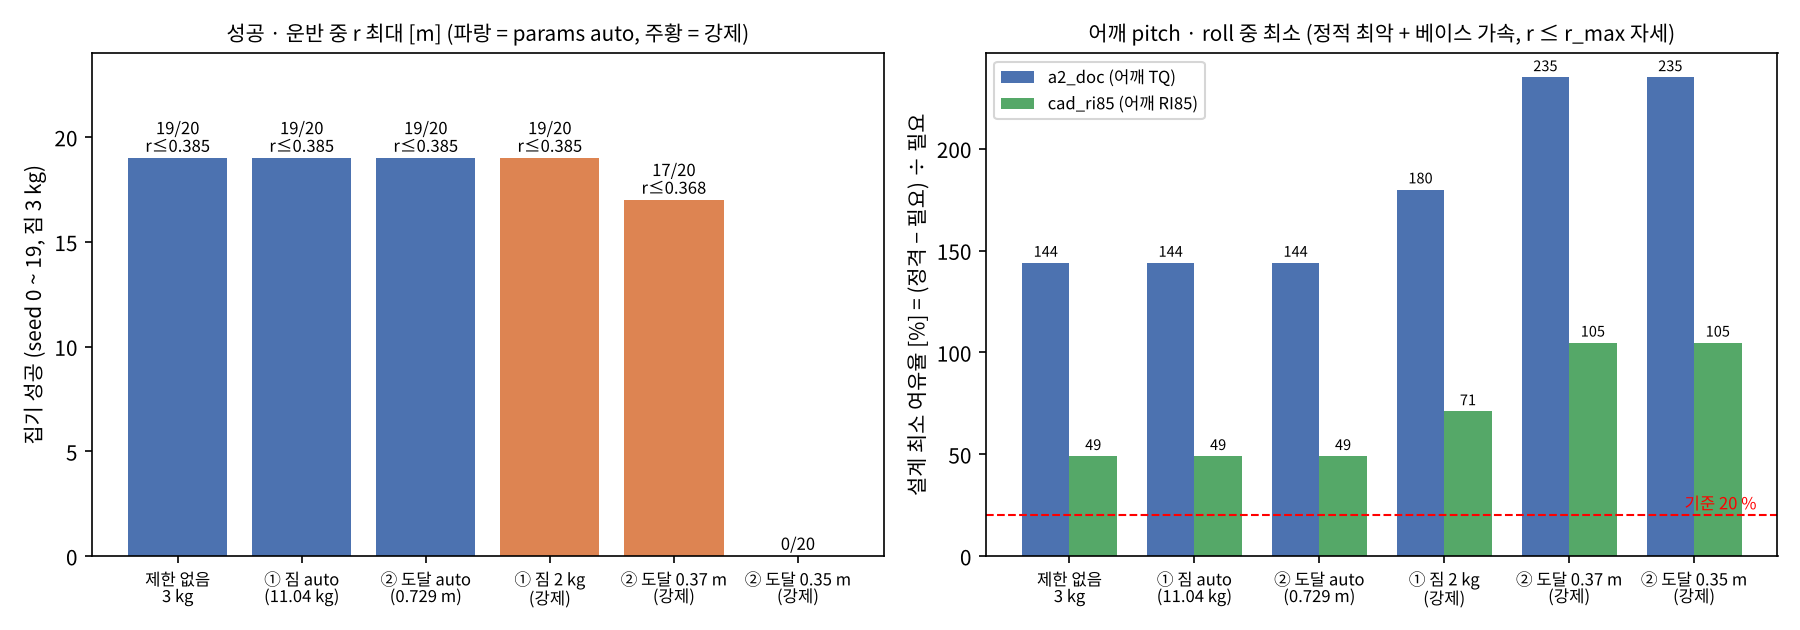 성공 · 운반 중 r 최대 [m] (파랑 = params auto, 주황 = 강제)
집기 성공 (seed 0 ~ 19, 짐 3 kg)
20
15
10
5
0
19/20
r≤0.385
19/20
r≤0.385
19/20
r≤0.385
19/20
r≤0.385
17/20
r≤0.368
0/20
제한 없음
3 kg
① 짐 auto
(11.04 kg)
② 도달 auto
(0.729 m)
① 짐 2 kg
(강제)
② 도달 0.37 m
(강제)
② 도달 0.35 m
(강제)
어깨 pitch · roll 중 최소 (정적 최악 + 베이스 가속, r ≤ r_max 자세)
설계 최소 여유율 [%] = (정격 − 필요) ÷ 필요
a2_doc (어깨 TQ)
cad_ri85 (어깨 RI85)
200
150
100
50
0
144
49
144
49
144
49
180
71
235
105
235
105
기준 20 %
제한 없음
3 kg
① 짐 auto
(11.04 kg)
② 도달 auto
(0.729 m)
① 짐 2 kg
(강제)
② 도달 0.37 m
(강제)
② 도달 0.35 m
(강제)